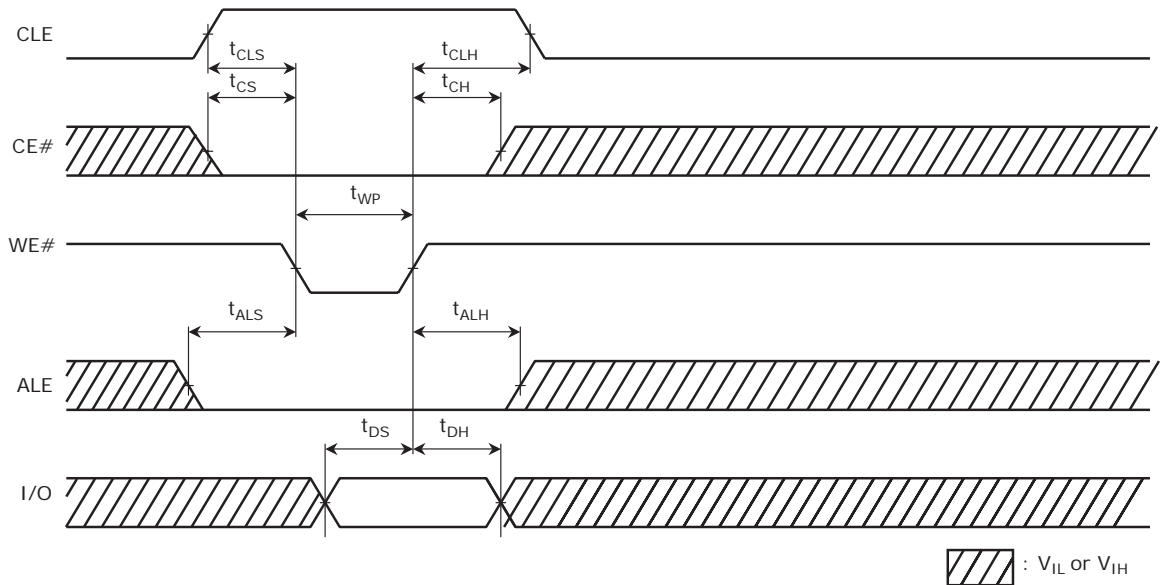 CLE
tCLS
tCLH
tCS
tCH
CE#
tWP
WE#
tALS
tALH
ALE
tDS
tDH
I/O
: VIL or VIH